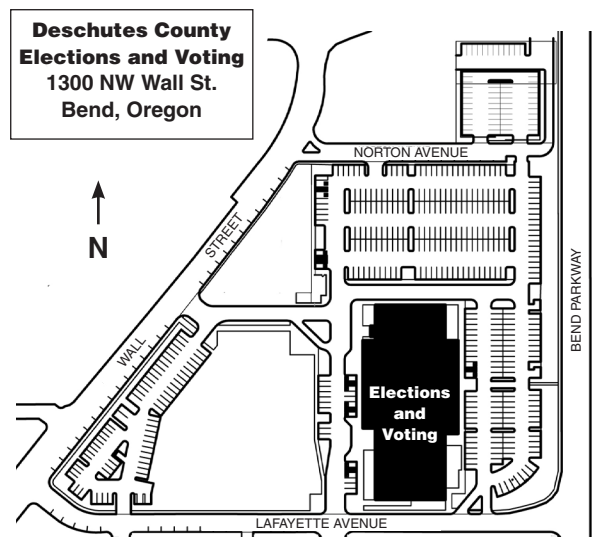 Deschutes County
Elections and Voting
1300 NW Wall St.
Bend, Oregon
NORTON AVENUE
N
STREET
WALL
BEND PARKWAY
Elections
and
Voting
LAFAYETTE AVENUE